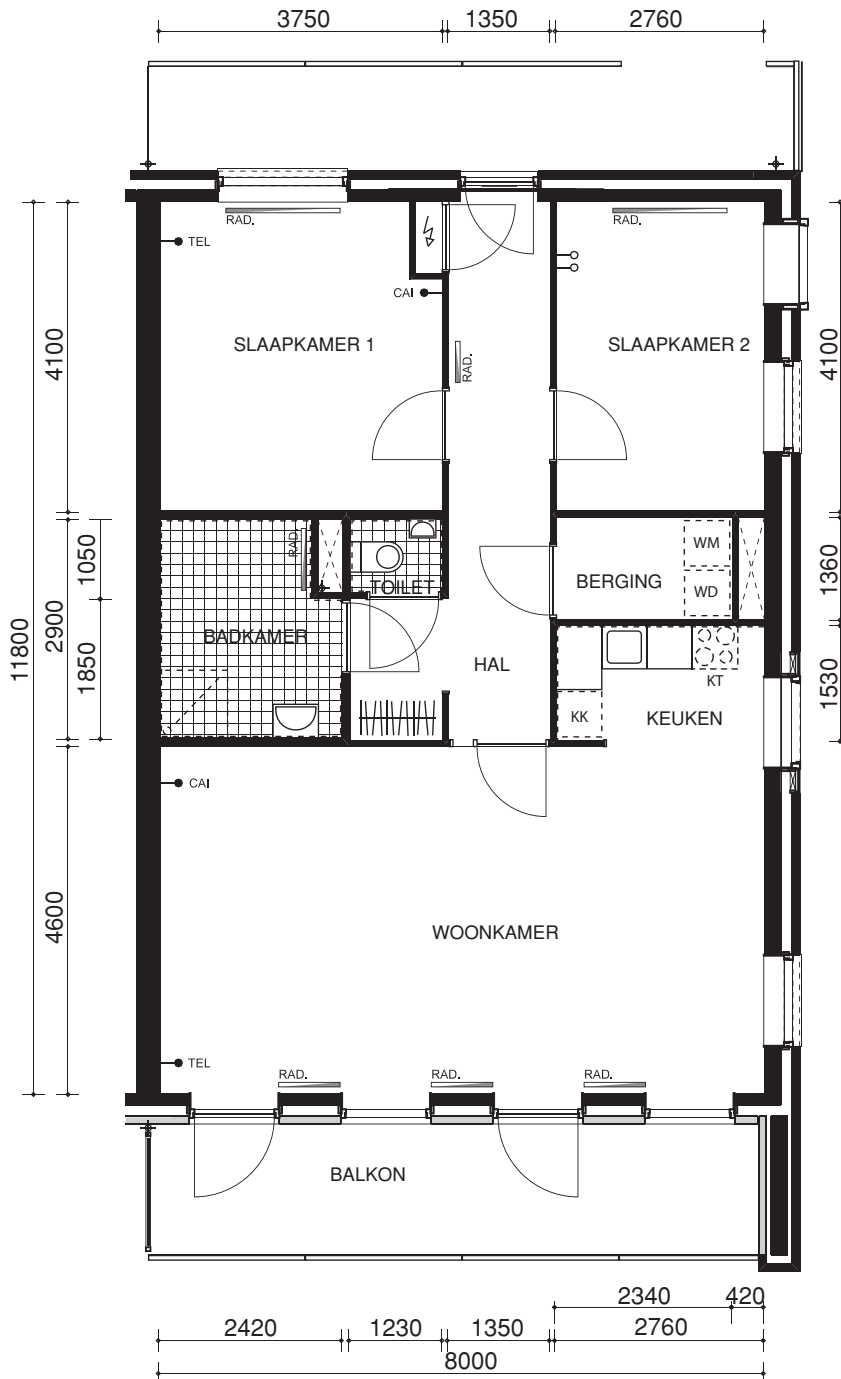 3750 1350 2760
RAD.
RAD.
TEL
CAI
SLAAPKAMER 1
SLAAPKAMER 2
RAD.
4100
4100
1050
RAD.
TOILET
BERGING
WM
WD
1360
11800
2900
1850
BADKAMER
HAL
KT
KK
KEUKEN
1530
CAI
4600
WOONKAMER
TEL
RAD.
RAD.
RAD.
BALKON
2340 420
2420 1230 1350 2760
8000